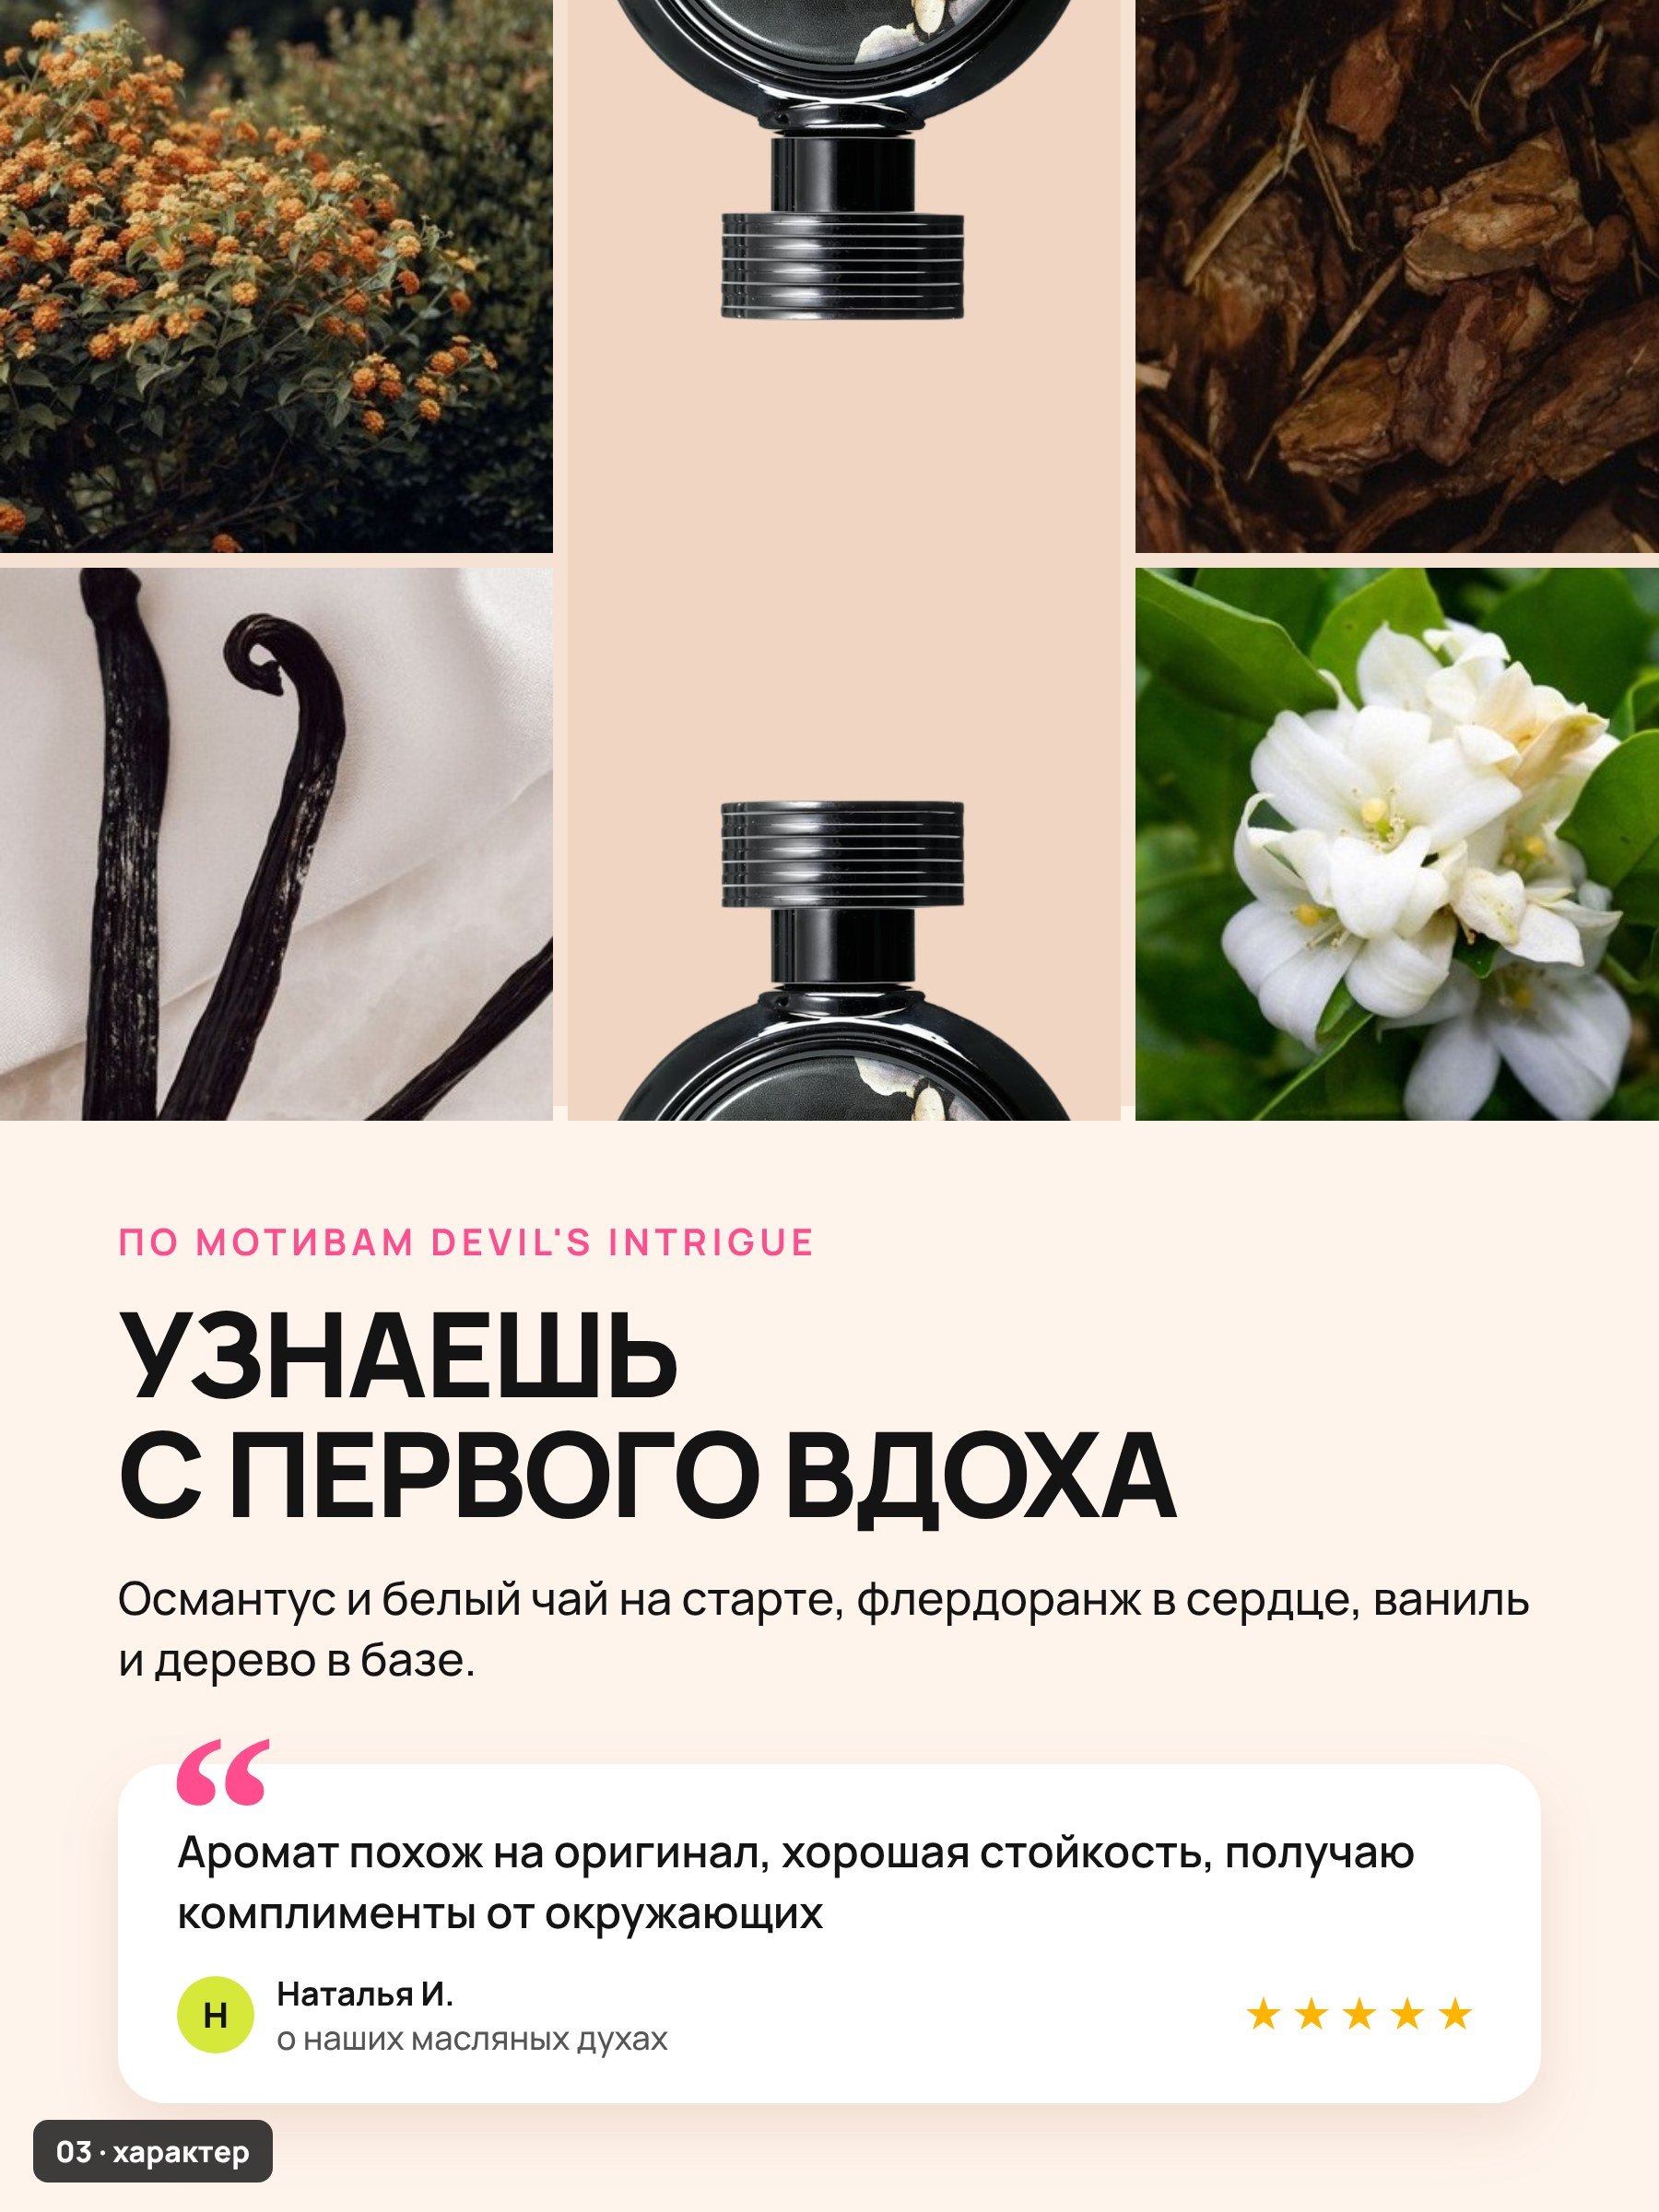 ПО МОТИВАМ DEVIL'S INTRIGUE
УЗНАЕШЬ
С ПЕРВОГО ВДОХА
Османтус и белый чай на старте, флердоранж в сердце, ваниль
и дерево в базе.
“
Аромат похож на оригинал, хорошая стойкость, получаю
комплименты от окружающих
Н
Наталья И.
о наших масляных духах
★★★★★
03 · характер